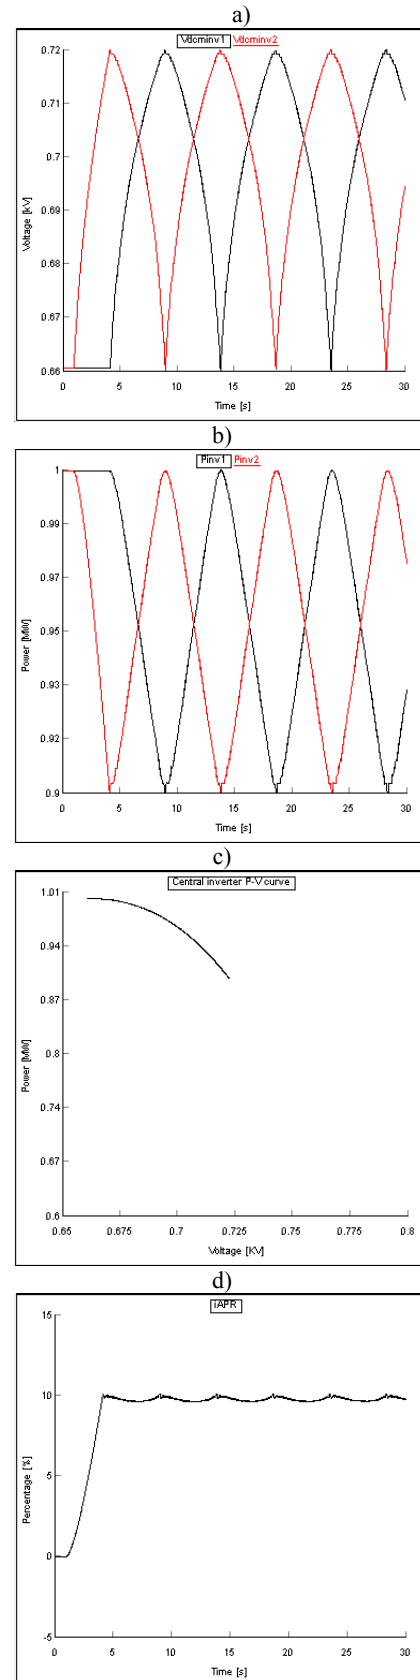 a)
Vdcminv1 Vdcminv2
0.72
0.71
0.7
0.69
0.68
0.67
0.66
Voltage [kV]
0 5 10 15 20 25 30
Time [s]
b)
Pinv1 Pinv2
1
0.99
0.97
0.95
0.93
0.92
0.9
Power [MW]
0 5 10 15 20 25 30
Time [s]
c)
Central inverter P-V curve
1.01
0.94
0.87
0.8
0.74
0.67
0.6
Power [MW]
0.65 0.675 0.7 0.725 0.75 0.775 0.8
Voltage [KV]
d)
iAPR
15
10
5
0
-5
Percentage [%]
0 5 10 15 20 25 30
Time [s]